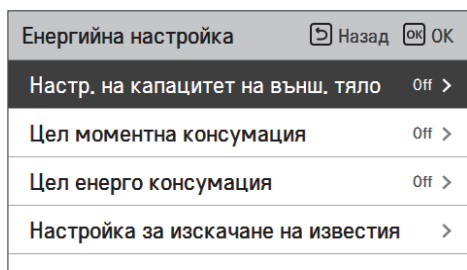 Енергийна настройка Назад OK OK
Настр. на капацитет на външ. тяло Off >
Цел моментна консумация Off >
Цел енерго консумация Off >
Настройка за изскачане на известия >